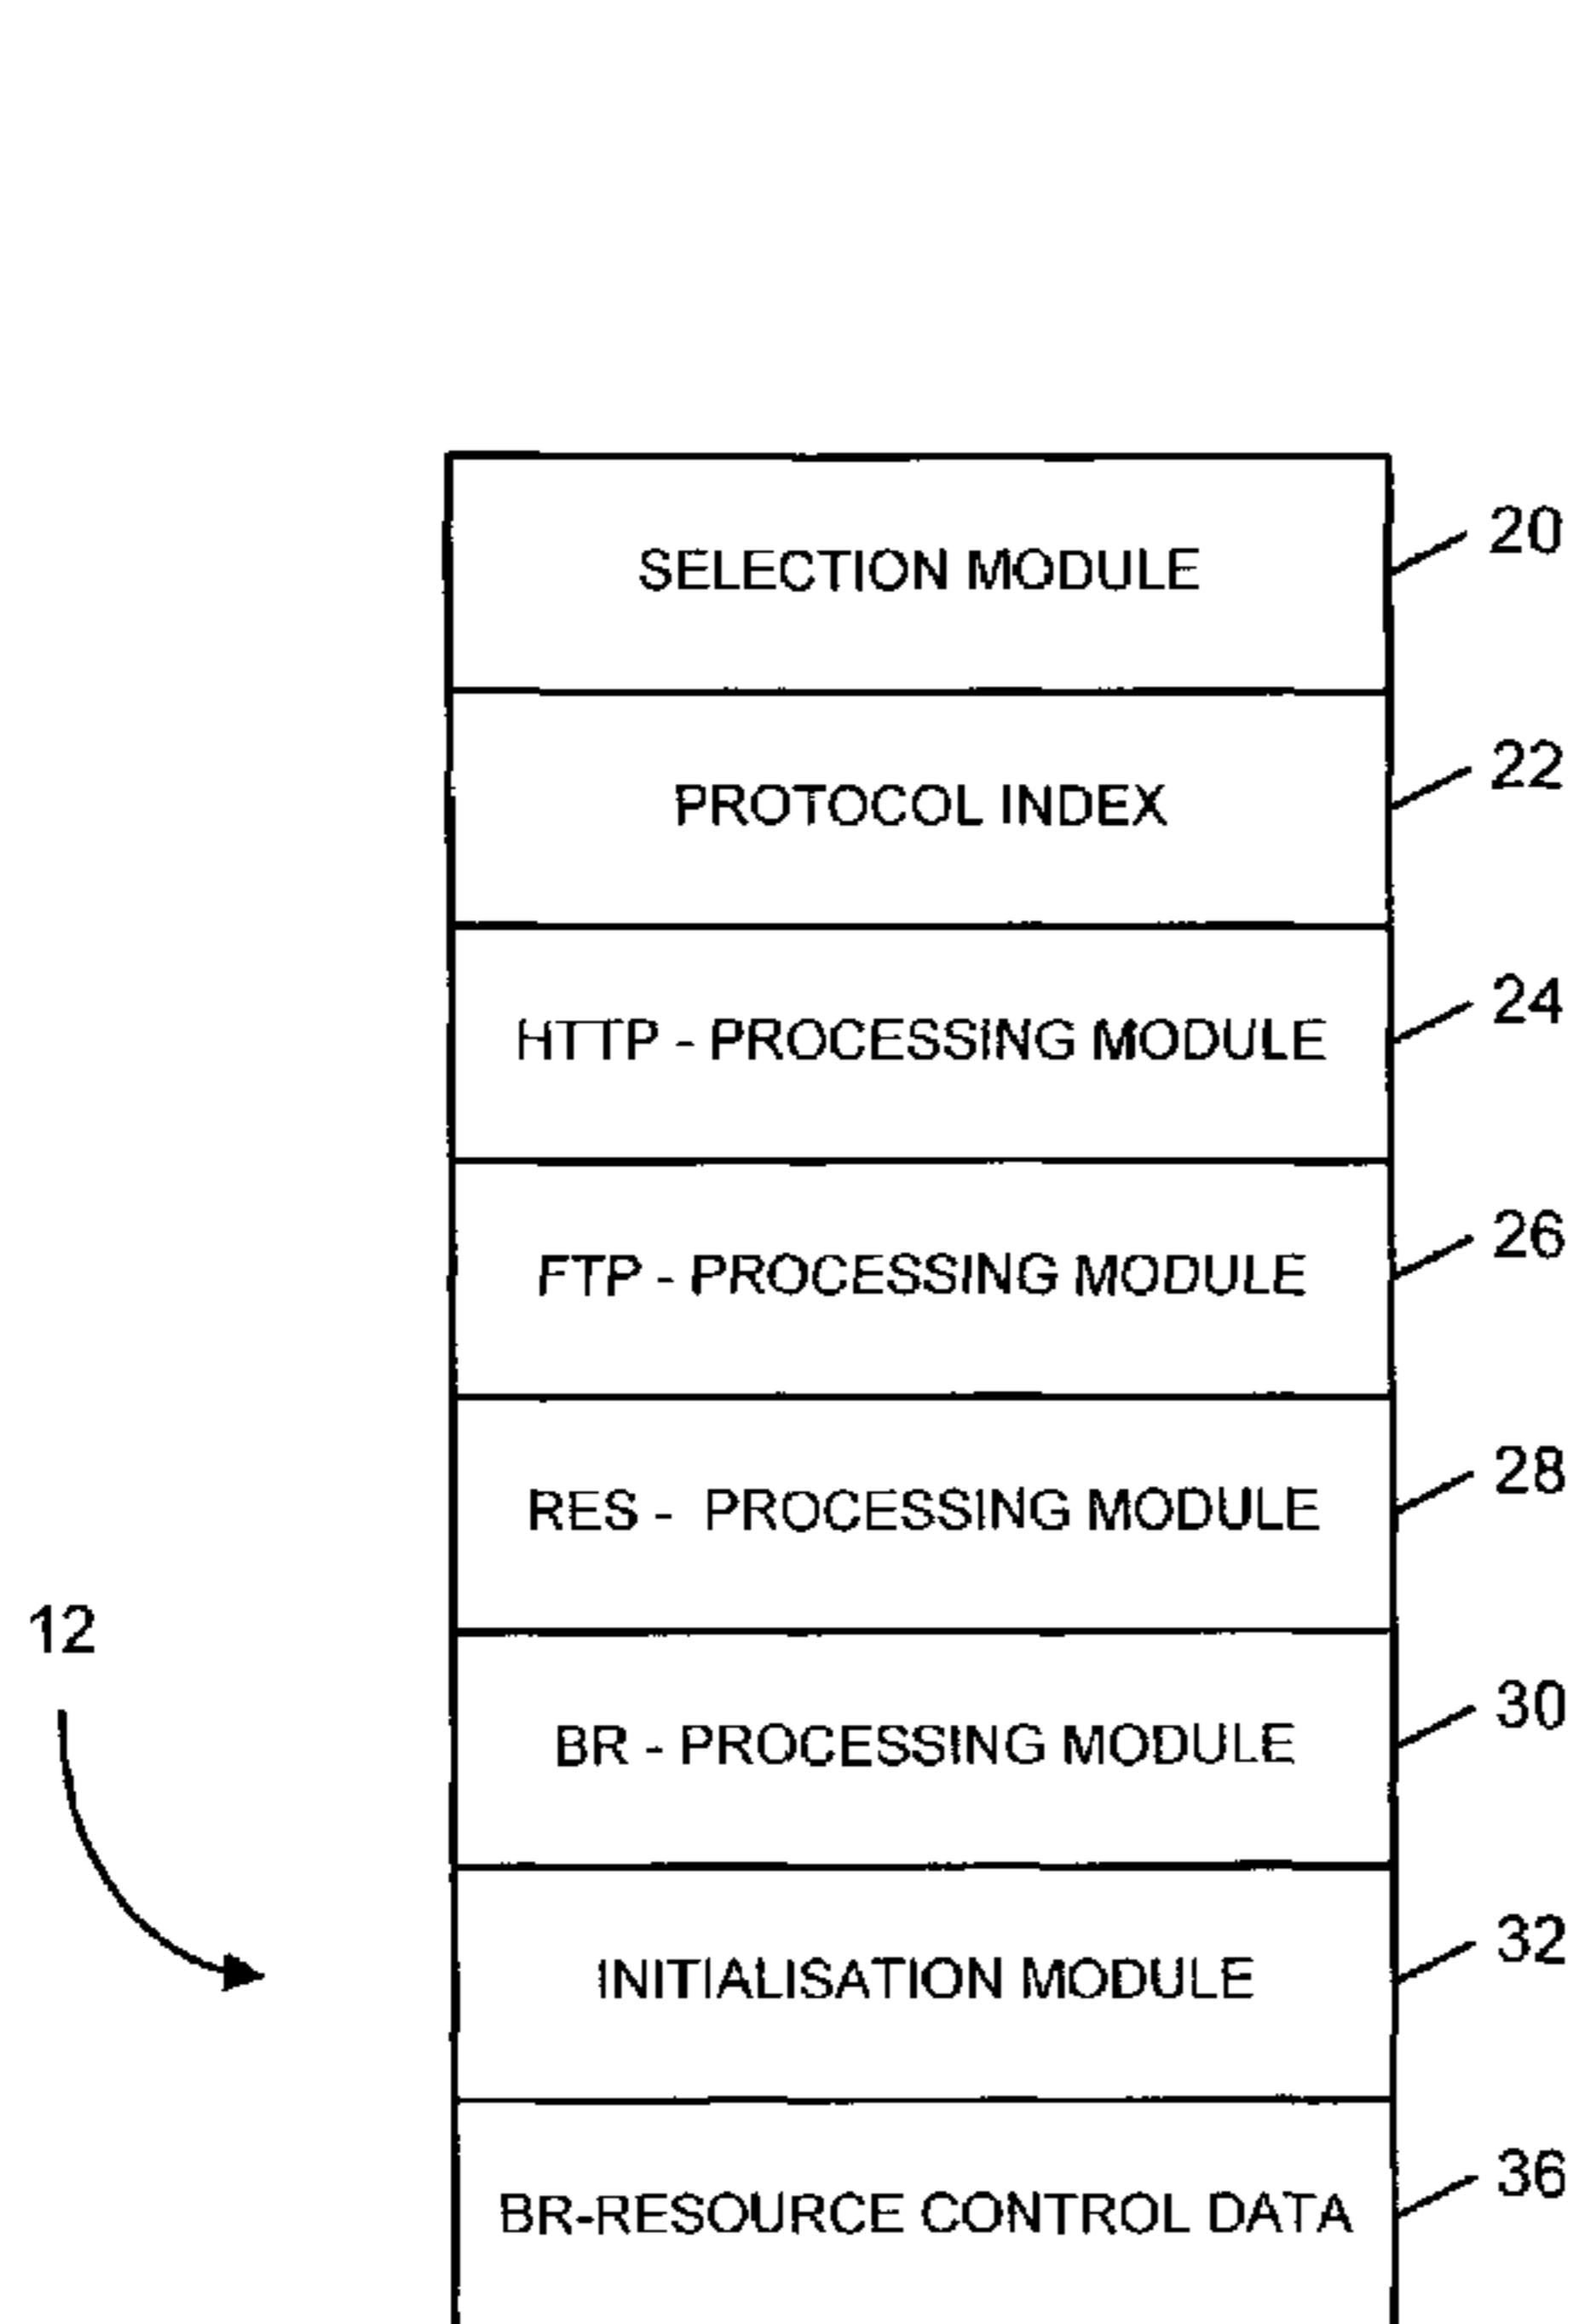 SELECTION MODULE
20
PROTOCOL INDEX
22
HTTP - PROCESSING MODULE
24
FTP - PROCESSING MODULE
26
RES - PROCESSING MODULE
28
12
BR - PROCESSING MODULE
30
INITIALISATION MODULE
32
BR-RESOURCE CONTROL DATA
36